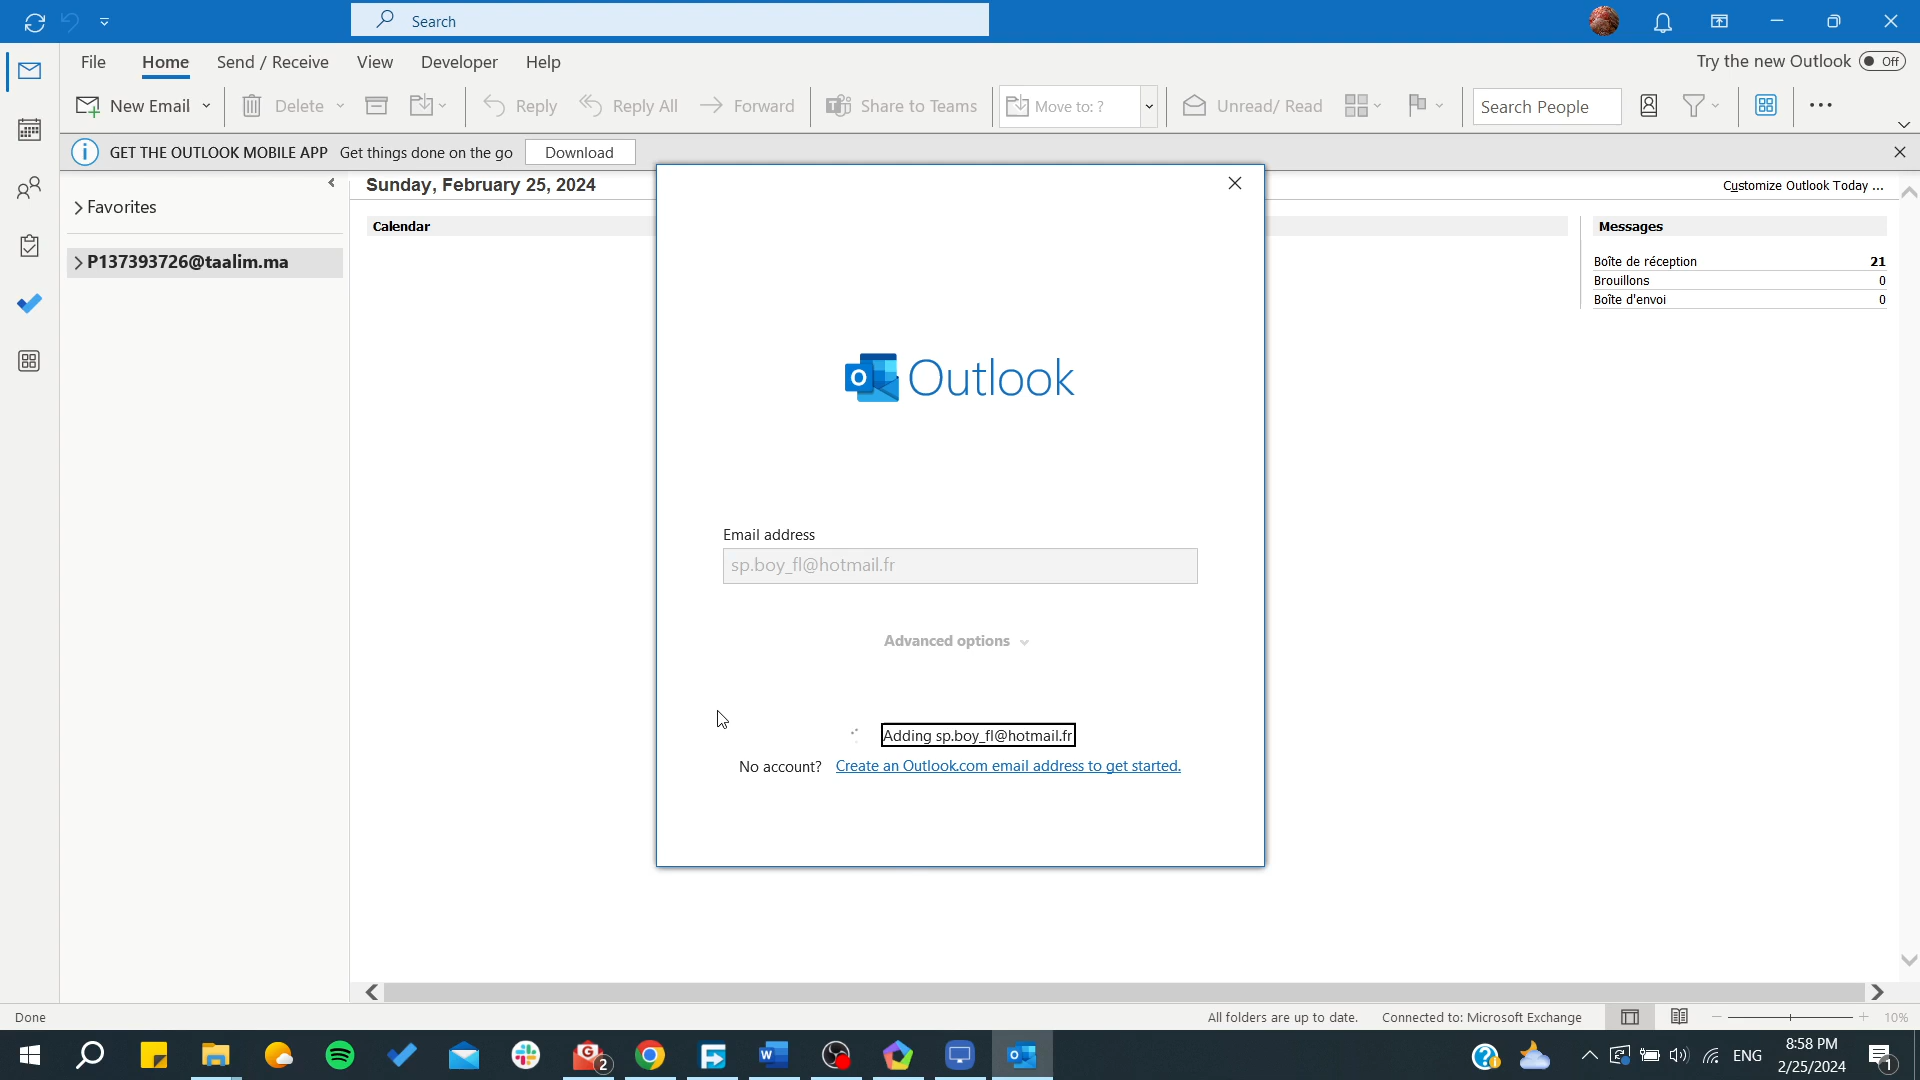 Search
File
Home
Send / Receive
View
Developer
Help
Try the new Outlook
Off
New Email
Delete
Reply
Reply All
Forward
Share to Teams
Move to: ?
Unread/ Read
Search People
GET THE OUTLOOK MOBILE APP Get things done on the go
Download
Favorites
P137393726@taalim.ma
Sunday, February 25, 2024
Customize Outlook Today ...
Calendar
Messages
Boîte de réception 21
Brouillons 0
Boîte d'envoi 0
Outlook
Email address
sp.boy_fl@hotmail.fr
Advanced options
Adding sp.boy_fl@hotmail.fr
No account? Create an Outlook.com email address to get started.
Done
All folders are up to date.
Connected to: Microsoft Exchange
10%
2
ENG
8:58 PM
2/25/2024
1